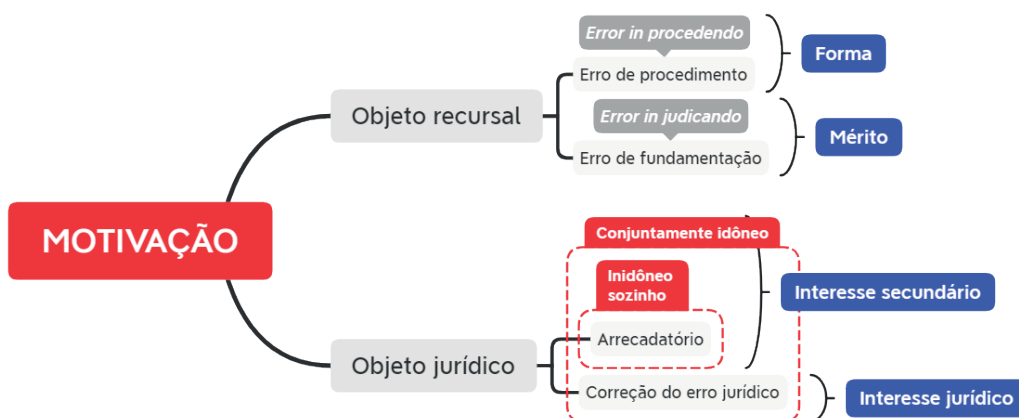 MOTIVAÇÃO
Objeto recursal
Error in procedendo
Erro de procedimento
Forma
Error in judicando
Erro de fundamentação
Mérito
Objeto jurídico
Conjuntamente idôneo
Inidôneo
sozinho
Arrecadatório
Interesse secundário
Correção do erro jurídico
Interesse jurídico